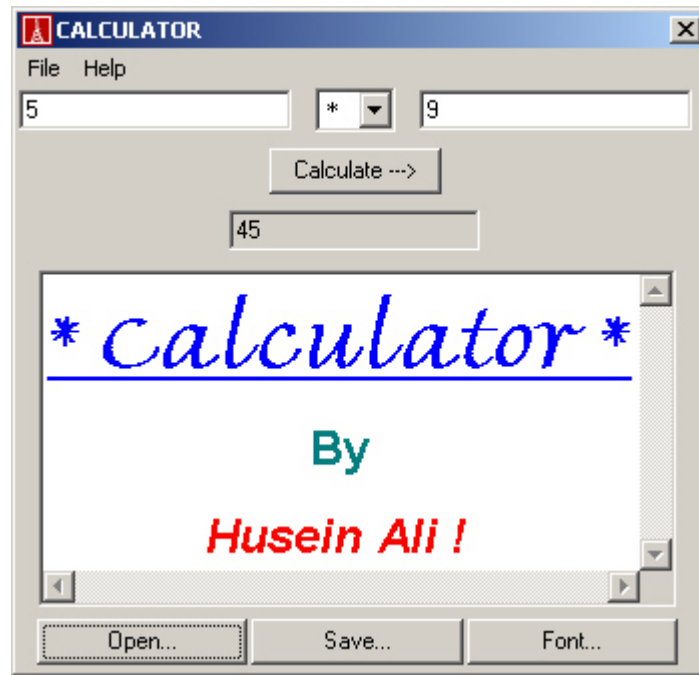 CALCULATOR
File Help
5 * 9
Calculate --->
45
* Calculator *
By
Husein Ali !
Open... Save... Font...